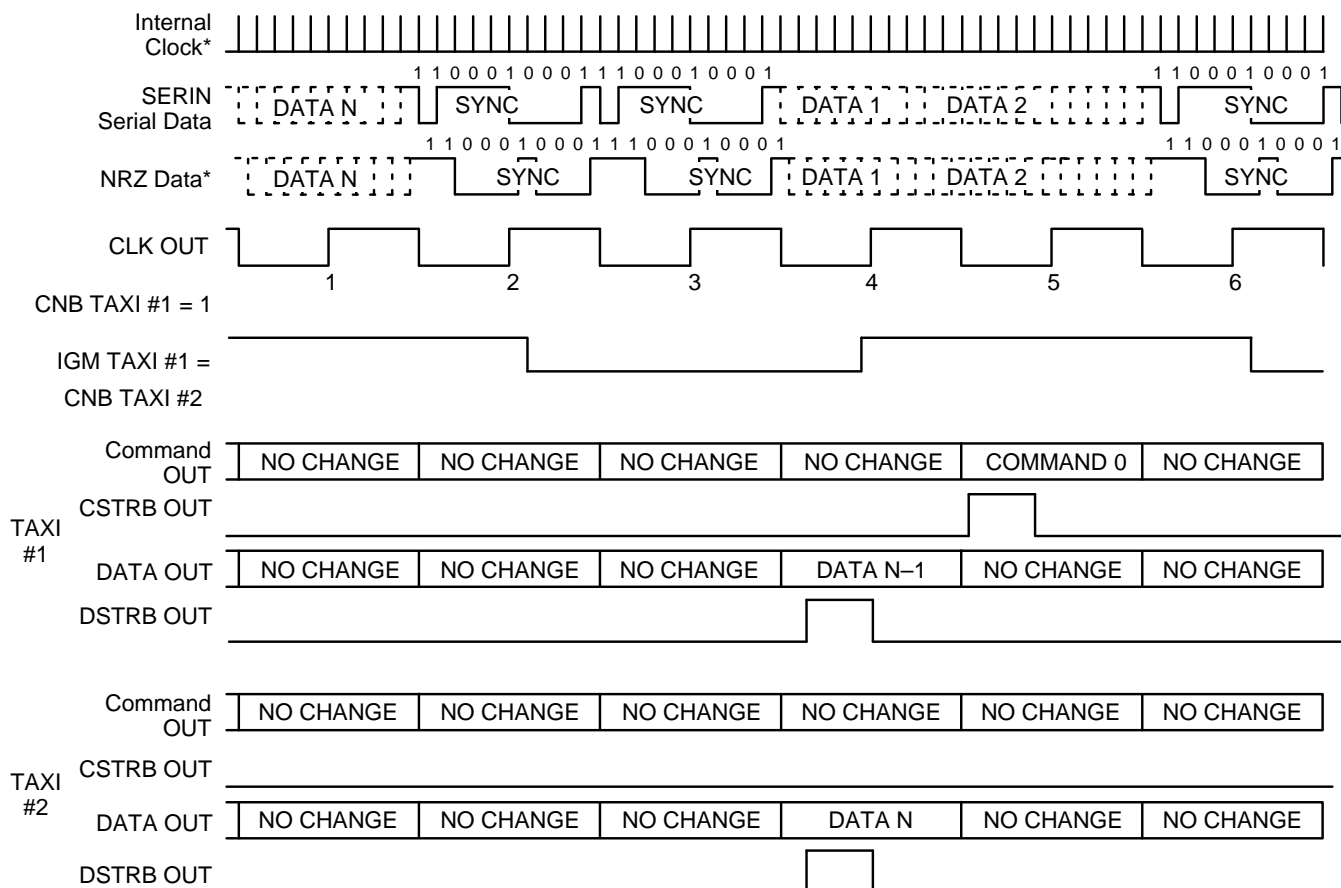 Internal
Clock*
1 1 0 0 0 1 0 0 0 1 1 1 0 0 0 1 0 0 0 1 1 1 0 0 0 1 0 0 0 1
SERIN
Serial Data
DATA N SYNC SYNC DATA 1 DATA 2 SYNC
1 1 0 0 0 1 0 0 0 1 1 1 0 0 0 1 0 0 0 1 1 1 0 0 0 1 0 0 0 1
NRZ Data* DATA N SYNC SYNC DATA 1 DATA 2 SYNC
CLK OUT
1 2 3 4 5 6
CNB TAXI #1 = 1
IGM TAXI #1 =
CNB TAXI #2
Command
OUT
NO CHANGE NO CHANGE NO CHANGE NO CHANGE COMMAND 0 NO CHANGE
CSTRB OUT
TAXI
#1
DATA OUT NO CHANGE NO CHANGE NO CHANGE DATA N–1 NO CHANGE NO CHANGE
DSTRB OUT
Command
OUT
NO CHANGE NO CHANGE NO CHANGE NO CHANGE NO CHANGE NO CHANGE
CSTRB OUT
TAXI
#2
DATA OUT NO CHANGE NO CHANGE NO CHANGE DATA N NO CHANGE NO CHANGE
DSTRB OUT